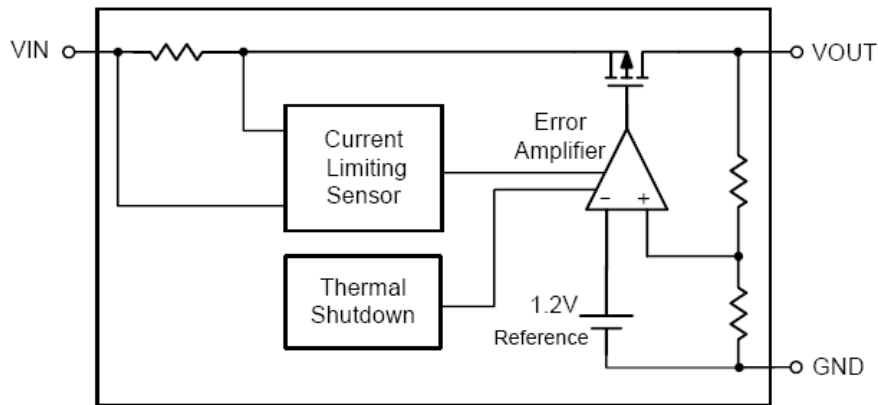 VIN
VOUT
Current
Limiting
Sensor
Error
Amplifier
− +
Thermal
Shutdown
1.2V
Reference
GND